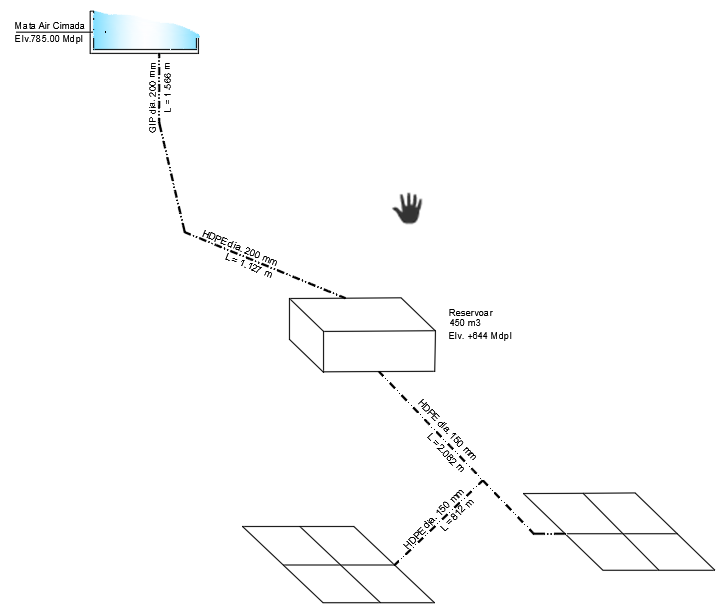 Mata Air Cimada
Elv.785.00 Mdpl
GIP dia. 200 mm
L = 1.566 m
HDPE dia. 200 mm
L = 1.127 m
Reservoar
450 m3
Elv. +644 Mdpl
HDPE dia. 150 mm
L = 2.082 m
HDPE dia. 150 mm
L = 812 m